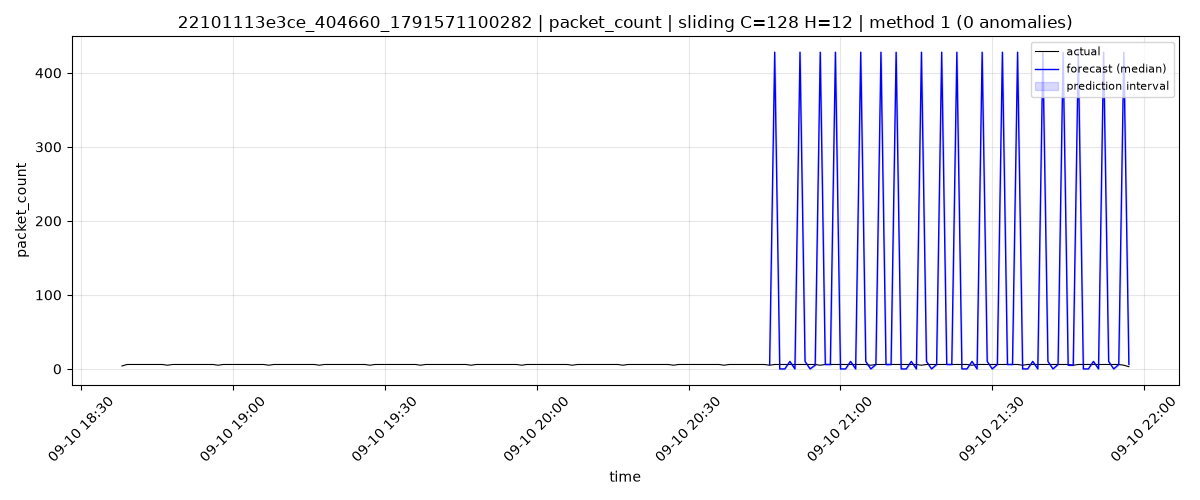 22101113e3ce_404660_1791571100282 | packet_count | sliding C=128 H=12 | method 1 (0 anomalies)
actual
forecast (median)
prediction interval
packet_count
400
300
200
100
0
09-10 18:30
09-10 19:00
09-10 19:30
09-10 20:00
09-10 20:30
09-10 21:00
09-10 21:30
09-10 22:00
time